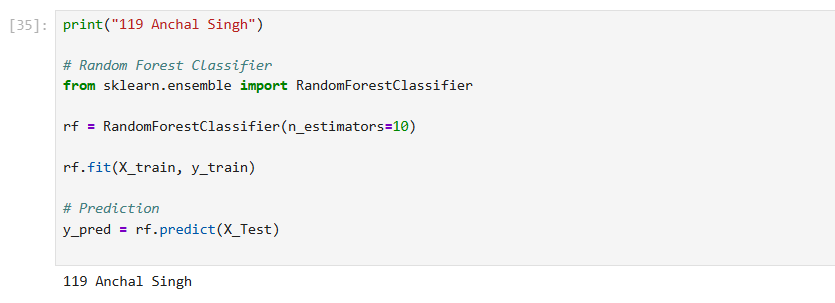 [35]:
print("119 Anchal Singh")
# Random Forest Classifier
from sklearn.ensemble import RandomForestClassifier
rf = RandomForestClassifier(n_estimators=10)
rf.fit(X_train, y_train)
# Prediction
y_pred = rf.predict(X_Test)
119 Anchal Singh